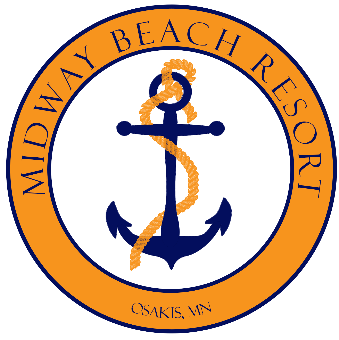 MIDWAY BEACH RESORT
OSAKIS, MN